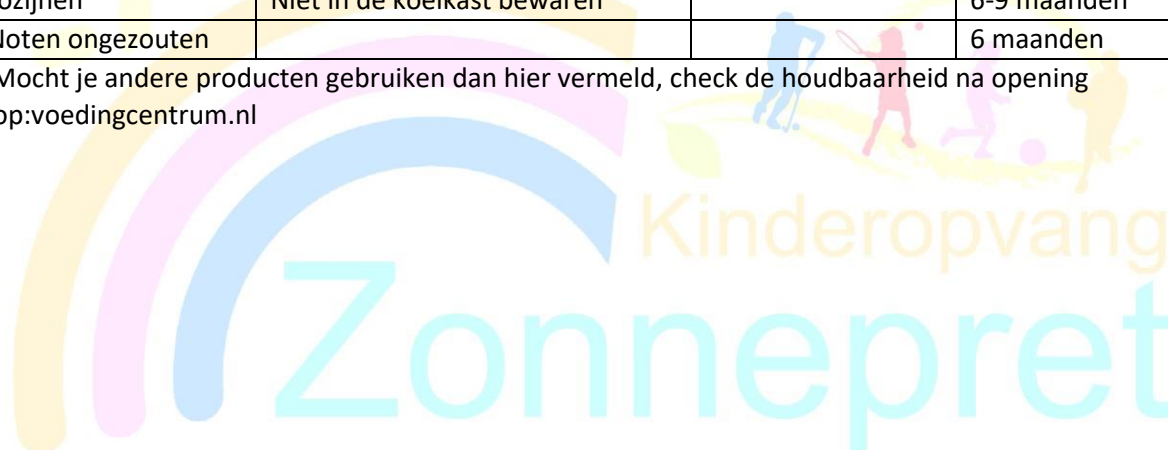 ozijnen Niet in de koelkast bewaren 6-9 maanden
Noten ongezouten 6 maanden
Mocht je andere producten gebruiken dan hier vermeld, check de houdbaarheid na opening
op:voedingcentrum.nl
Kinderopvang
Zonnepret